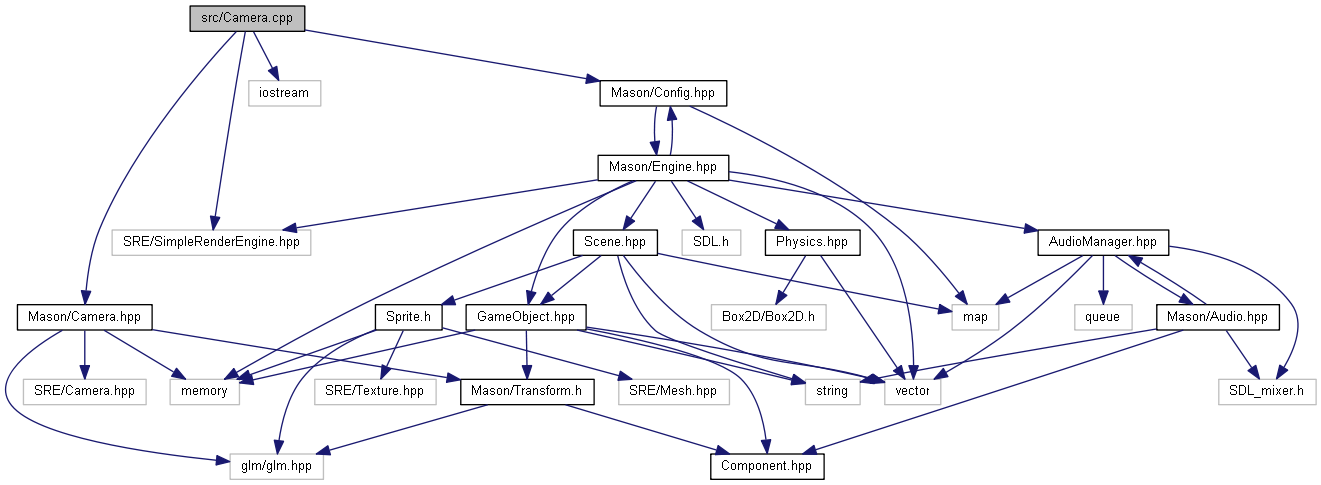 src/Camera.cpp
iostream
Mason/Config.hpp
Mason/Engine.hpp
SRE/SimpleRenderEngine.hpp
Scene.hpp
SDL.h
Physics.hpp
AudioManager.hpp
Mason/Camera.hpp
Sprite.h
GameObject.hpp
Box2D/Box2D.h
map
queue
Mason/Audio.hpp
SRE/Camera.hpp
memory
SRE/Texture.hpp
Mason/Transform.h
SRE/Mesh.hpp
string
vector
SDL_mixer.h
glm/glm.hpp
Component.hpp